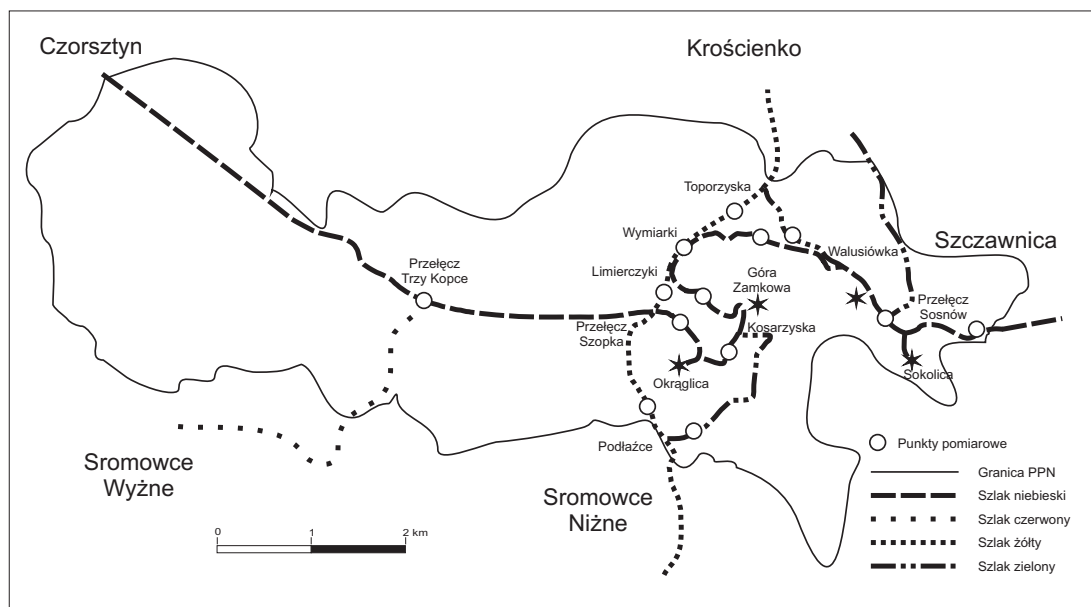 Czorsztyn
Krościenko
Toporzyska
Wymiarki
Walusiówka
Szczawnica
Limierczyki
Góra
Zamkowa
Przełęcz
Trzy Kopce
Przełęcz
Sosnów
Przełęcz
Szopka
Kosarzyska
Okrąglica
Sokolica
Podłaźce
Sromowce
Wyżne
Sromowce
Niżne
0 1 2 km
Punkty pomiarowe
Granica PPN
Szlak niebieski
Szlak czerwony
Szlak żółty
Szlak zielony